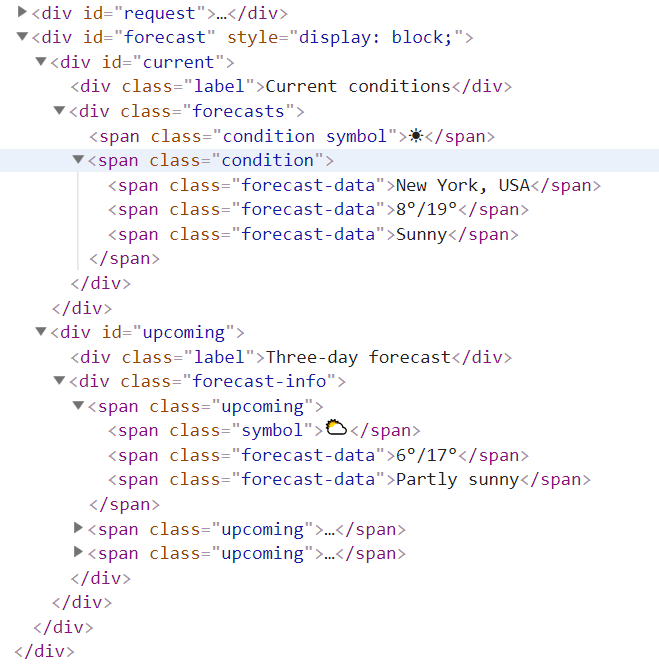 ▶<div id="request">…</div>
▼<div id="forecast" style="display: block;">
▼<div id="current">
<div class="label">Current conditions</div>
▼<div class="forecasts">
<span class="condition symbol">☀</span>
▼<span class="condition">
<span class="forecast-data">New York, USA</span>
<span class="forecast-data">8°/19°</span>
<span class="forecast-data">Sunny</span>
</span>
</div>
</div>
▼<div id="upcoming">
<div class="label">Three-day forecast</div>
▼<div class="forecast-info">
▼<span class="upcoming">
<span class="symbol">⛅</span>
<span class="forecast-data">6°/17°</span>
<span class="forecast-data">Partly sunny</span>
</span>
▶<span class="upcoming">…</span>
▶<span class="upcoming">…</span>
</div>
</div>
</div>
</div>